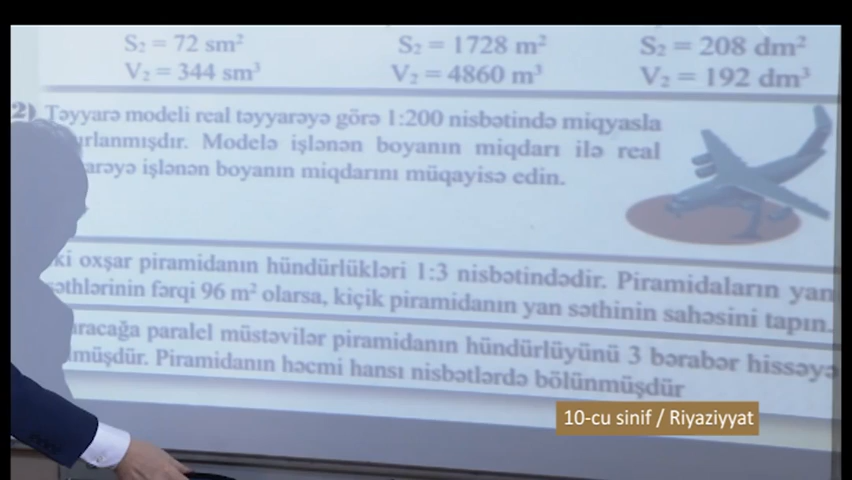 S₂ = 72 sm² S₂ = 1728 m² S₂ = 208 dm²
V₂ = 344 sm³ V₂ = 4860 m³ V₂ = 192 dm³
2) Təyyarə modeli real təyyarəyə görə 1:200 nisbətində miqyasla
rlanmışdır. Modelə işlənən boyanın miqdarı ilə real
arəyə işlənən boyanın miqdarını müqayisə edin.
ki oxşar piramidanın hündürlükləri 1:3 nisbətindədir. Piramidaların yan
səthlərinin fərqi 96 m² olarsa, kiçik piramidanın yan səthinin sahəsini tapın.
racağa paralel müstəvilər piramidanın hündürlüyünü 3 bərabər hissəyə
müşdür. Piramidanın həcmi hansı nisbətlərdə bölünmüşdür
10-cu sinif / Riyaziyyat